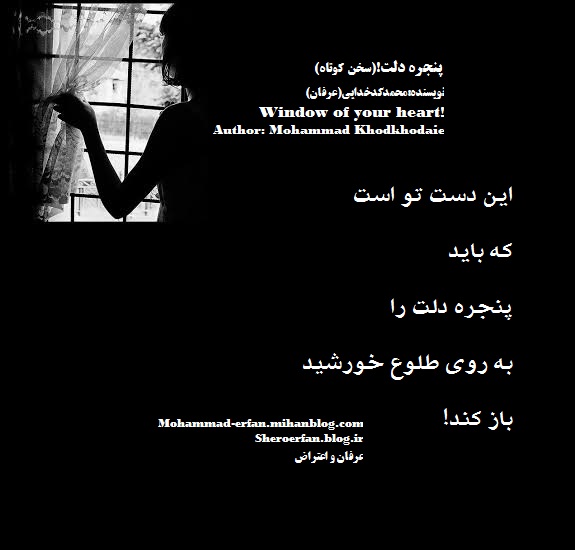 پنجره دلت!(سخن کوتاه)
نویسنده:محمدکدخدایی(عرفان)
Window of your heart!
Author: Mohammad Khodkhodaie
این دست تو است
که باید
پنجره دلت را
به روی طلوع خورشید
باز کند!
Mohammad-erfan.mihanblog.com
Sheroerfan.blog.ir
عرفان و اعتراض